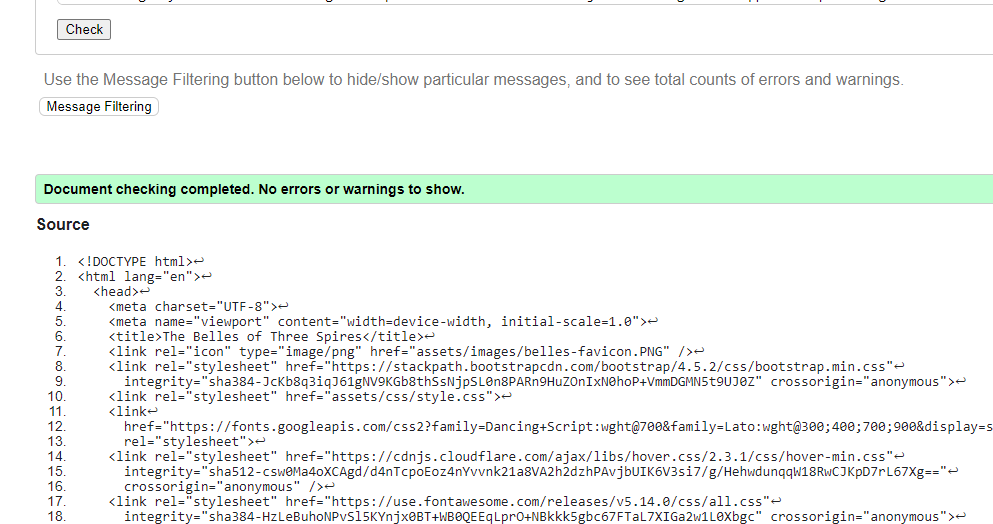 Check
Use the Message Filtering button below to hide/show particular messages, and to see total counts of errors and warnings.
Message Filtering
Document checking completed. No errors or warnings to show.
Source
1. <!DOCTYPE html>↩
2. <html lang="en">↩
3. <head>↩
4. <meta charset="UTF-8">↩
5. <meta name="viewport" content="width=device-width, initial-scale=1.0">↩
6. <title>The Belles of Three Spires</title>↩
7. <link rel="icon" type="image/png" href="assets/images/belles-favicon.PNG" />↩
8. <link rel="stylesheet" href="https://stackpath.bootstrapcdn.com/bootstrap/4.5.2/css/bootstrap.min.css"↩
9. integrity="sha384-JcKb8q3iqJ61gNV9KGb8thSsNjpSL0n8PARn9HuZOnIxN0hoP+VmmDGMN5t9UJ0Z" crossorigin="anonymous">↩
10. <link rel="stylesheet" href="assets/css/style.css">↩
11. <link↩
12. href="https://fonts.googleapis.com/css2?family=Dancing+Script:wght@700&family=Lato:wght@300;400;700;900&display=s
13. rel="stylesheet">↩
14. <link rel="stylesheet" href="https://cdnjs.cloudflare.com/ajax/libs/hover.css/2.3.1/css/hover-min.css"↩
15. integrity="sha512-csw0Ma4oXCAgd/d4nTcpoEoz4nYvvnk21a8VA2h2dzhPAvjbUIK6V3si7/g/HehwdunqqW18RwCJKpD7rL67Xg=="↩
16. crossorigin="anonymous" />↩
17. <link rel="stylesheet" href="https://use.fontawesome.com/releases/v5.14.0/css/all.css"↩
18. integrity="sha384-HzLeBuhoNPvSl5KYnjx0BT+WB0QEEqLprO+NBkkk5gbc67FTaL7XIGa2w1L0Xbgc" crossorigin="anonymous">↩